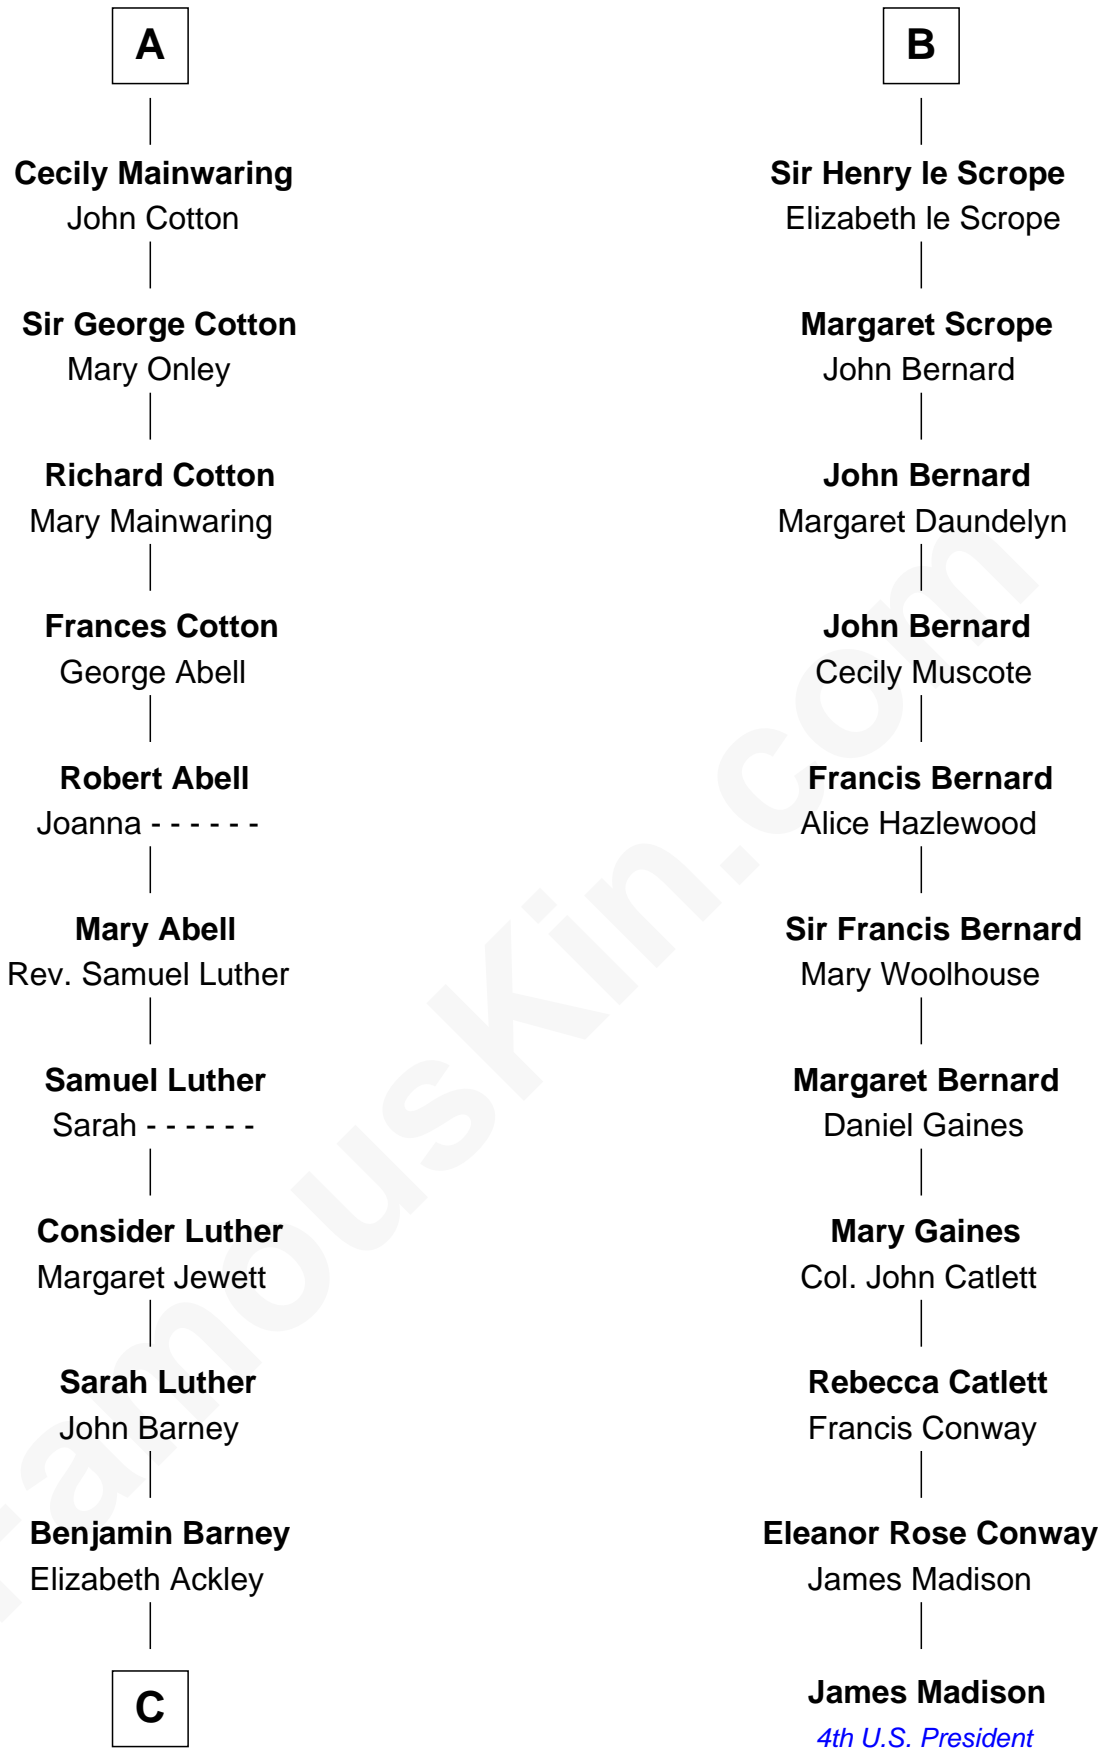 A
Cecily Mainwaring
John Cotton
Sir George Cotton
Mary Onley
Richard Cotton
Mary Mainwaring
Frances Cotton
George Abell
Robert Abell
Joanna - - - - - -
Mary Abell
Rev. Samuel Luther
Samuel Luther
Sarah - - - - - -
Consider Luther
Margaret Jewett
Sarah Luther
John Barney
Benjamin Barney
Elizabeth Ackley
C
B
Sir Henry le Scrope
Elizabeth le Scrope
Margaret Scrope
John Bernard
John Bernard
Margaret Daundelyn
John Bernard
Cecily Muscote
Francis Bernard
Alice Hazlewood
Sir Francis Bernard
Mary Woolhouse
Margaret Bernard
Daniel Gaines
Mary Gaines
Col. John Catlett
Rebecca Catlett
Francis Conway
Eleanor Rose Conway
James Madison
James Madison
4th U.S. President
FamousKin.com